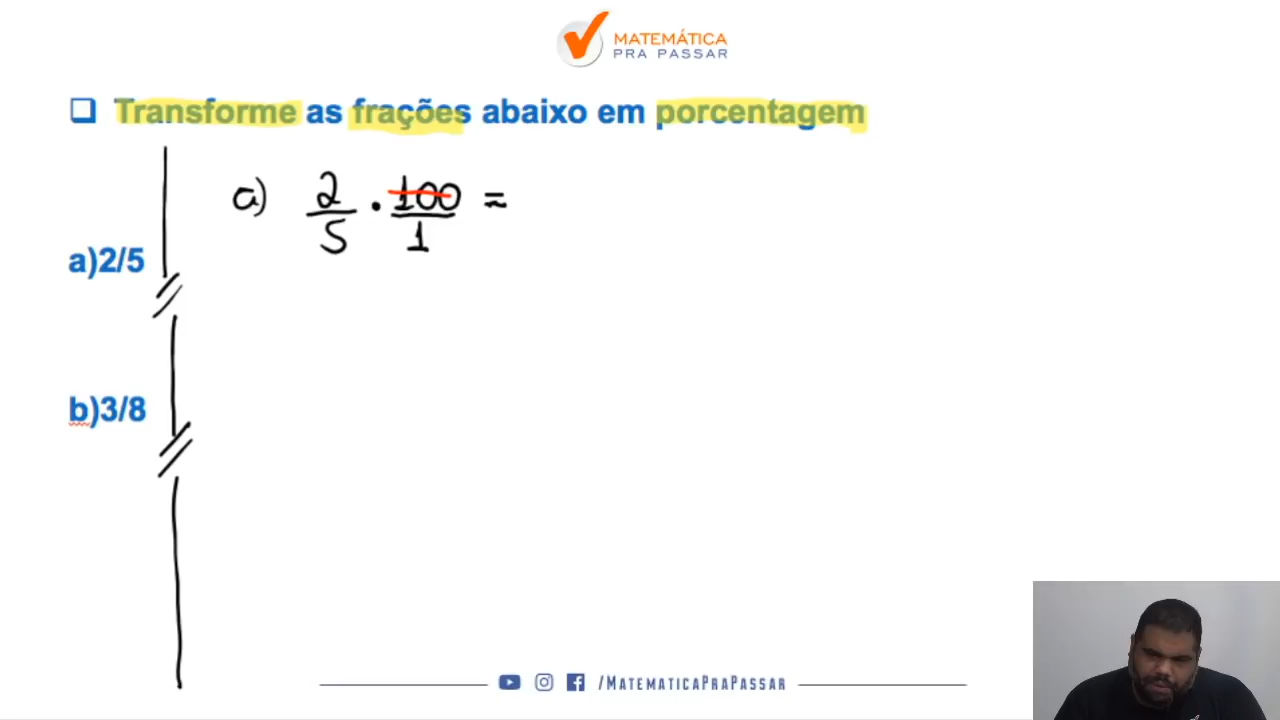 MATEMÁTICA
PRA PASSAR
Transforme as frações abaixo em porcentagem
a) 2/5 · 100/1 =
a)2/5
b)3/8
/MATEMATICAPRAPASSAR